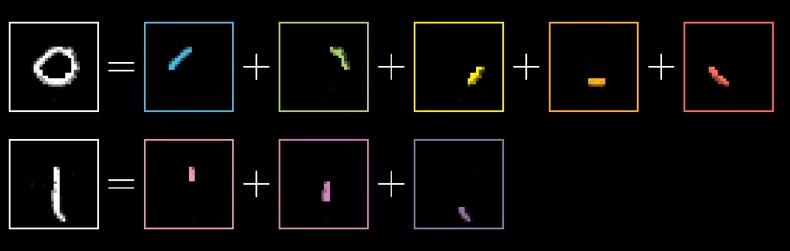 0 = + + + +
1 = + +